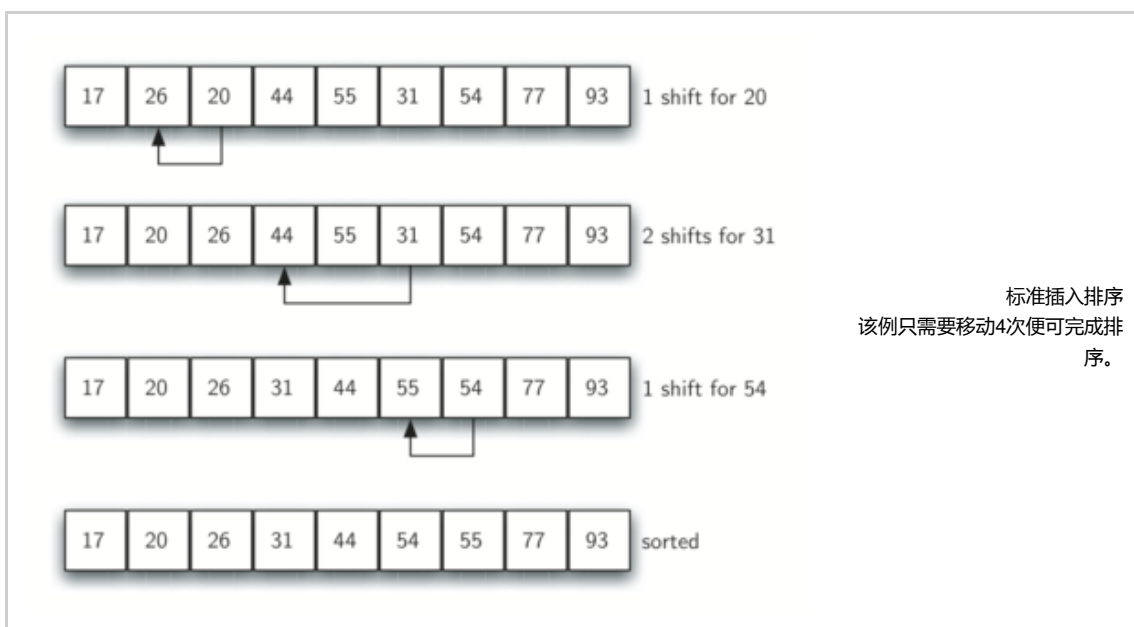 17 26 20 44 55 31 54 77 93 1 shift for 20
17 20 26 44 55 31 54 77 93 2 shifts for 31
17 20 26 31 44 55 54 77 93 1 shift for 54
17 20 26 31 44 54 55 77 93 sorted
标准插入排序
该例只需要移动4次便可完成排
序。